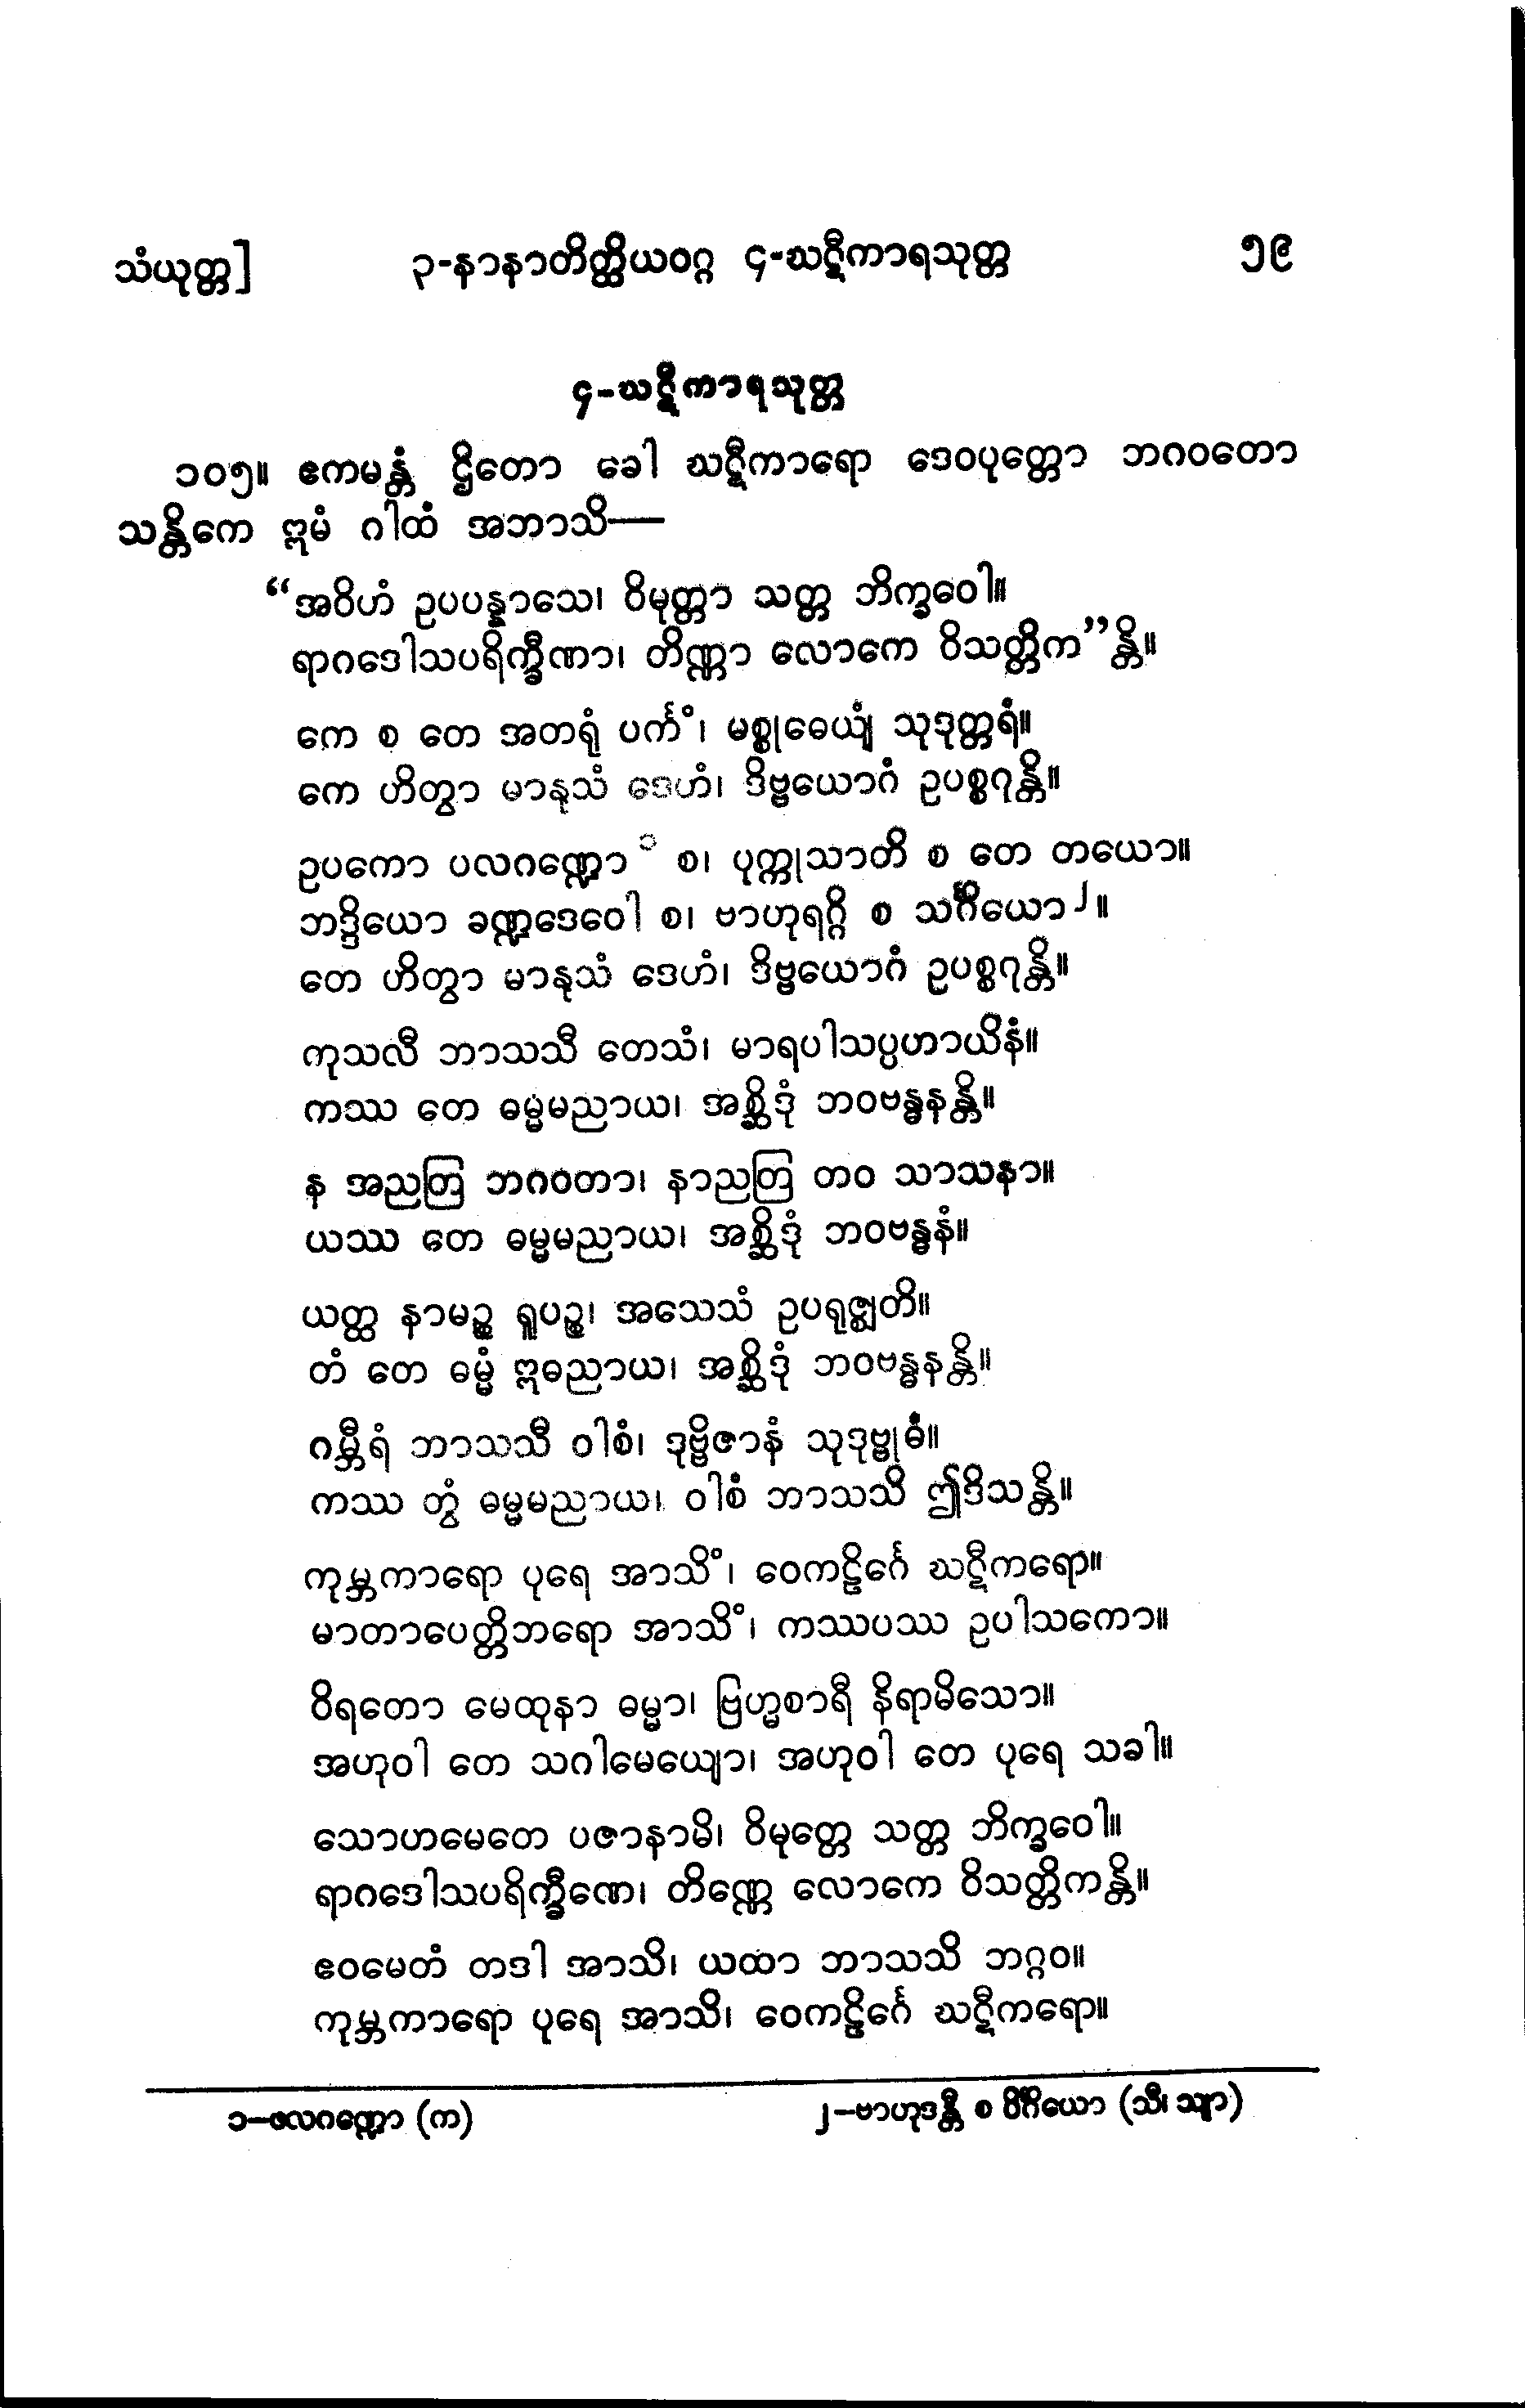 သံယုတ္တ] ၃-နာနာတိတ္ထိယဝဂ္ဂ ၄-ဃဋီကာရသုတ္တ ၅၉
၄-ဃဋီကာရသုတ္တ
၁၀၅။ ဧကမန္တံ ဌိတော ခေါ ဃဋီကာရော ဒေဝပုတ္တော ဘဂဝတော
သန္တိကေ ဣမံ ဂါထံ အဘာသိ—
“အဝိဟံ ဥပပန္နာသေ၊ ဝိမုတ္တာ သတ္တ ဘိက္ခဝေါ။
ရာဂဒေါသပရိက္ခီဏာ၊ တိဏ္ဏာ လောကေ ဝိသတ္တိက”န္တိ။
ကေ စ တေ အတရုံ ပင်္ကံ၊ မစ္စုဓေယျံ သုဒုတ္တရံ။
ကေ ဟိတွာ မာနုသံ ဒေဟံ၊ ဒိဗ္ဗယောဂံ ဥပစ္စဂုန္တိ။
ဥပကော ပလဂဏ္ဍော ၁ စ၊ ပုက္ကုသာတိ စ တေ တယော။
ဘဒ္ဒိယော ခဏ္ဍဒေဝေါ စ၊ ဗာဟုရဂ္ဂိ စ သင်္ဂိယော ၂။
တေ ဟိတွာ မာနုသံ ဒေဟံ၊ ဒိဗ္ဗယောဂံ ဥပစ္စဂုန္တိ။
ကုသလီ ဘာသသီ တေသံ၊ မာရပါသပ္ပဟာယိနံ။
ကဿ တေ ဓမ္မမညာယ၊ အစ္ဆိဒုံ ဘဝဗန္ဓနန္တိ။
န အညတြ ဘဂဝတာ၊ နာညတြ တဝ သာသနာ။
ယဿ တေ ဓမ္မမညာယ၊ အစ္ဆိဒုံ ဘဝဗန္ဓနံ။
ယတ္ထ နာမဉ္စ ရူပဉ္စ၊ အသေသံ ဥပရုဇ္ဈတိ။
တံ တေ ဓမ္မံ ဣဓညာယ၊ အစ္ဆိဒုံ ဘဝဗန္ဓနန္တိ။
ဂမ္ဘီရံ ဘာသသီ ဝါစံ၊ ဒုဗ္ဗိဇာနံ သုဒုဗ္ဗုဓံ။
ကဿ တွံ ဓမ္မမညာယ၊ ဝါစံ ဘာသသိ ဤဒိသန္တိ။
ကုမ္ဘကာရော ပုရေ အာသိံ၊ ဝေကဠိင်္ဂေ ဃဋီကရော။
မာတာပေတ္တိဘရော အာသိံ၊ ကဿပဿ ဥပါသကော။
ဝိရတော မေထုနာ ဓမ္မာ၊ ဗြဟ္မစာရီ နိရာမိသော။
အဟုဝါ တေ သဂါမေယျော၊ အဟုဝါ တေ ပုရေ သခါ။
သောဟမေတေ ပဇာနာမိ၊ ဝိမုတ္တေ သတ္တ ဘိက္ခဝေါ။
ရာဂဒေါသပရိက္ခီဏေ၊ တိဏ္ဏေ လောကေ ဝိသတ္တိကန္တိ။
ဧဝမေတံ တဒါ အာသိ၊ ယထာ ဘာသသိ ဘဂ္ဂဝ။
ကုမ္ဘကာရော ပုရေ အာသိ၊ ဝေကဠိင်္ဂေ ဃဋီကရော။
၁—ဖလဂဏ္ဍော (က) ၂—ဗာဟုဒန္တီ စ ပိင်္ဂိယော (သီ၊ သျာ)